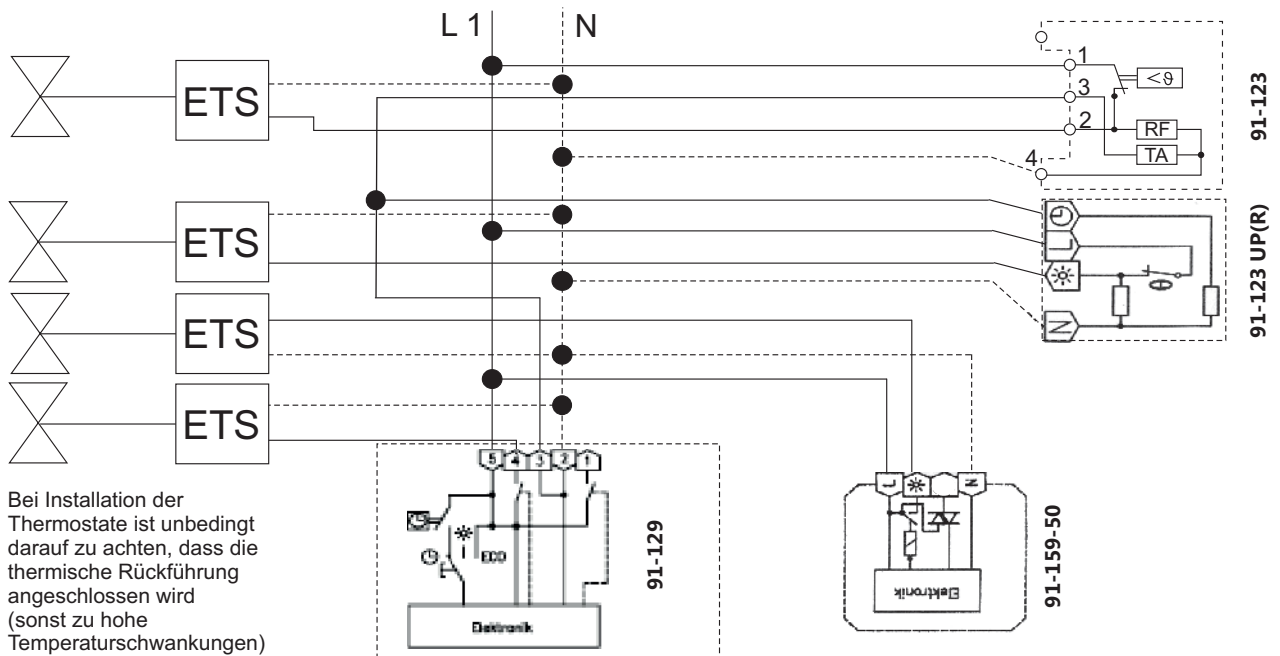 L 1 N
ETS
ETS
ETS
ETS
1
3
2
4
<ϑ
RF
TA
91-123
L
N
91-123 UP(R)
5 4 3 2 1
ECO
Elektronik
91-129
L N
Elektronik
91-159-50
Bei Installation der
Thermostate ist unbedingt
darauf zu achten, dass die
thermische Rückführung
angeschlossen wird
(sonst zu hohe
Temperaturschwankungen)